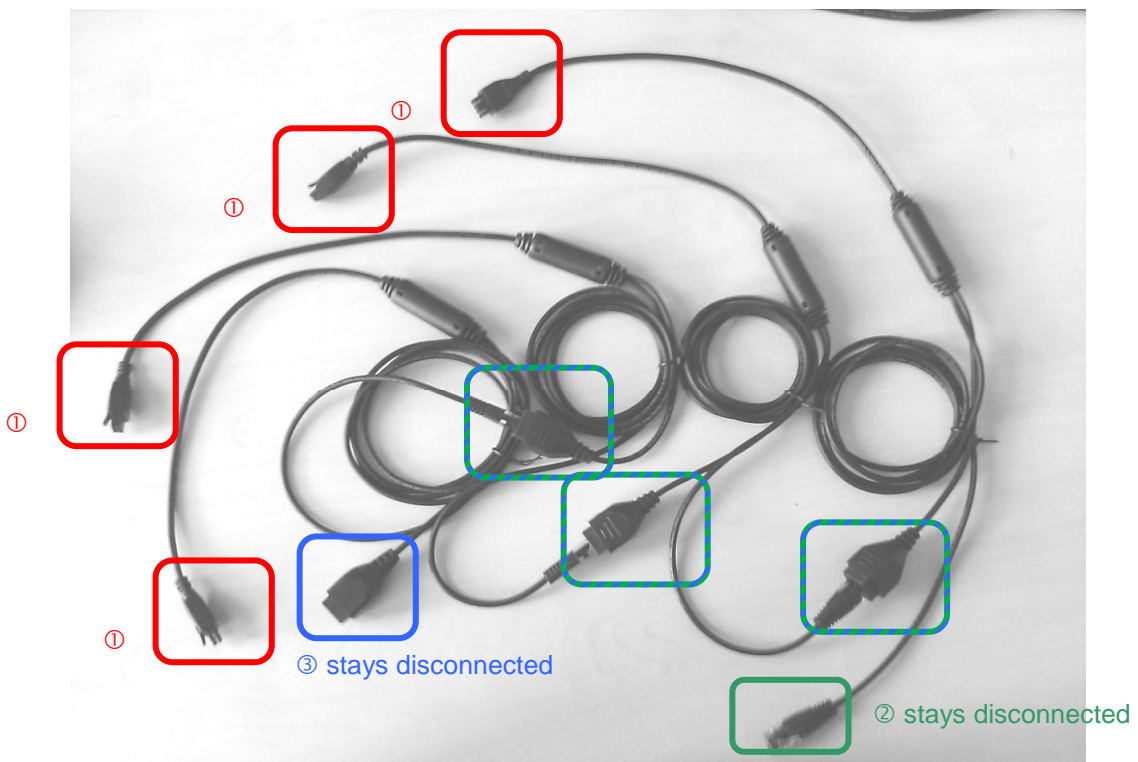 ①
①
①
①
③ stays disconnected
② stays disconnected